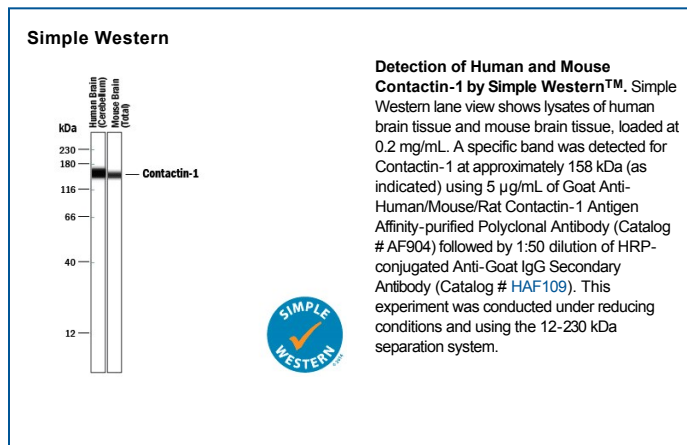 Simple Western
Human Brain
(Cerebellum)
Mouse Brain
(Total)
kDa
230
180
116
66
40
12
Contactin-1
SIMPLE
WESTERN
©2014
Detection of Human and Mouse
Contactin-1 by Simple Western™. Simple
Western lane view shows lysates of human
brain tissue and mouse brain tissue, loaded at
0.2 mg/mL. A specific band was detected for
Contactin-1 at approximately 158 kDa (as
indicated) using 5 µg/mL of Goat Anti-
Human/Mouse/Rat Contactin-1 Antigen
Affinity-purified Polyclonal Antibody (Catalog
# AF904) followed by 1:50 dilution of HRP-
conjugated Anti-Goat IgG Secondary
Antibody (Catalog # HAF109). This
experiment was conducted under reducing
conditions and using the 12-230 kDa
separation system.